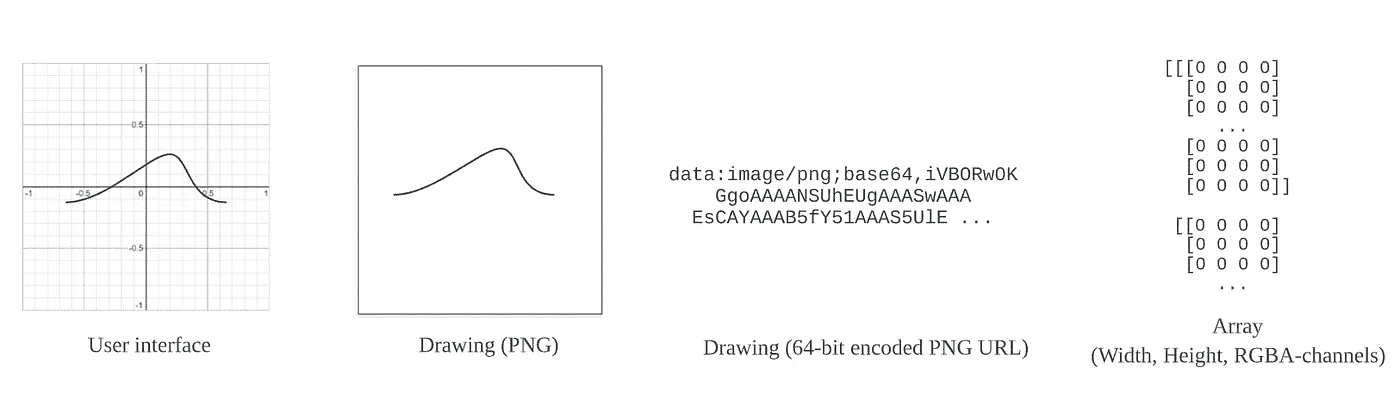 1
0.5
-1
-0.5
0
0.5
1
-0.5
-1
User interface
Drawing (PNG)
data:image/png;base64,iVBORw0K
GgoAAAANSUhEUgAAASwAAA
EsCAYAAAB5fY51AAAS5UlE ...
Drawing (64-bit encoded PNG URL)
[[[0 0 0 0]
[0 0 0 0]
[0 0 0 0]
...
[0 0 0 0]
[0 0 0 0]
[0 0 0 0]]
[[0 0 0 0]
[0 0 0 0]
[0 0 0 0]
...
Array
(Width, Height, RGBA-channels)